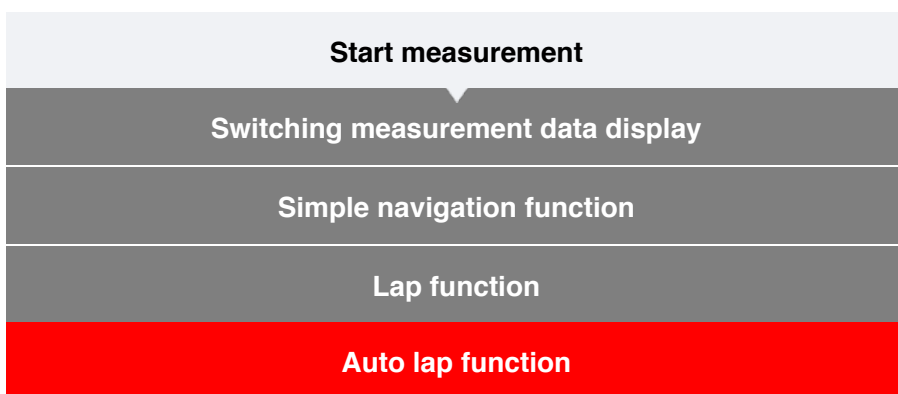 Start measurement
Switching measurement data display
Simple navigation function
Lap function
Auto lap function